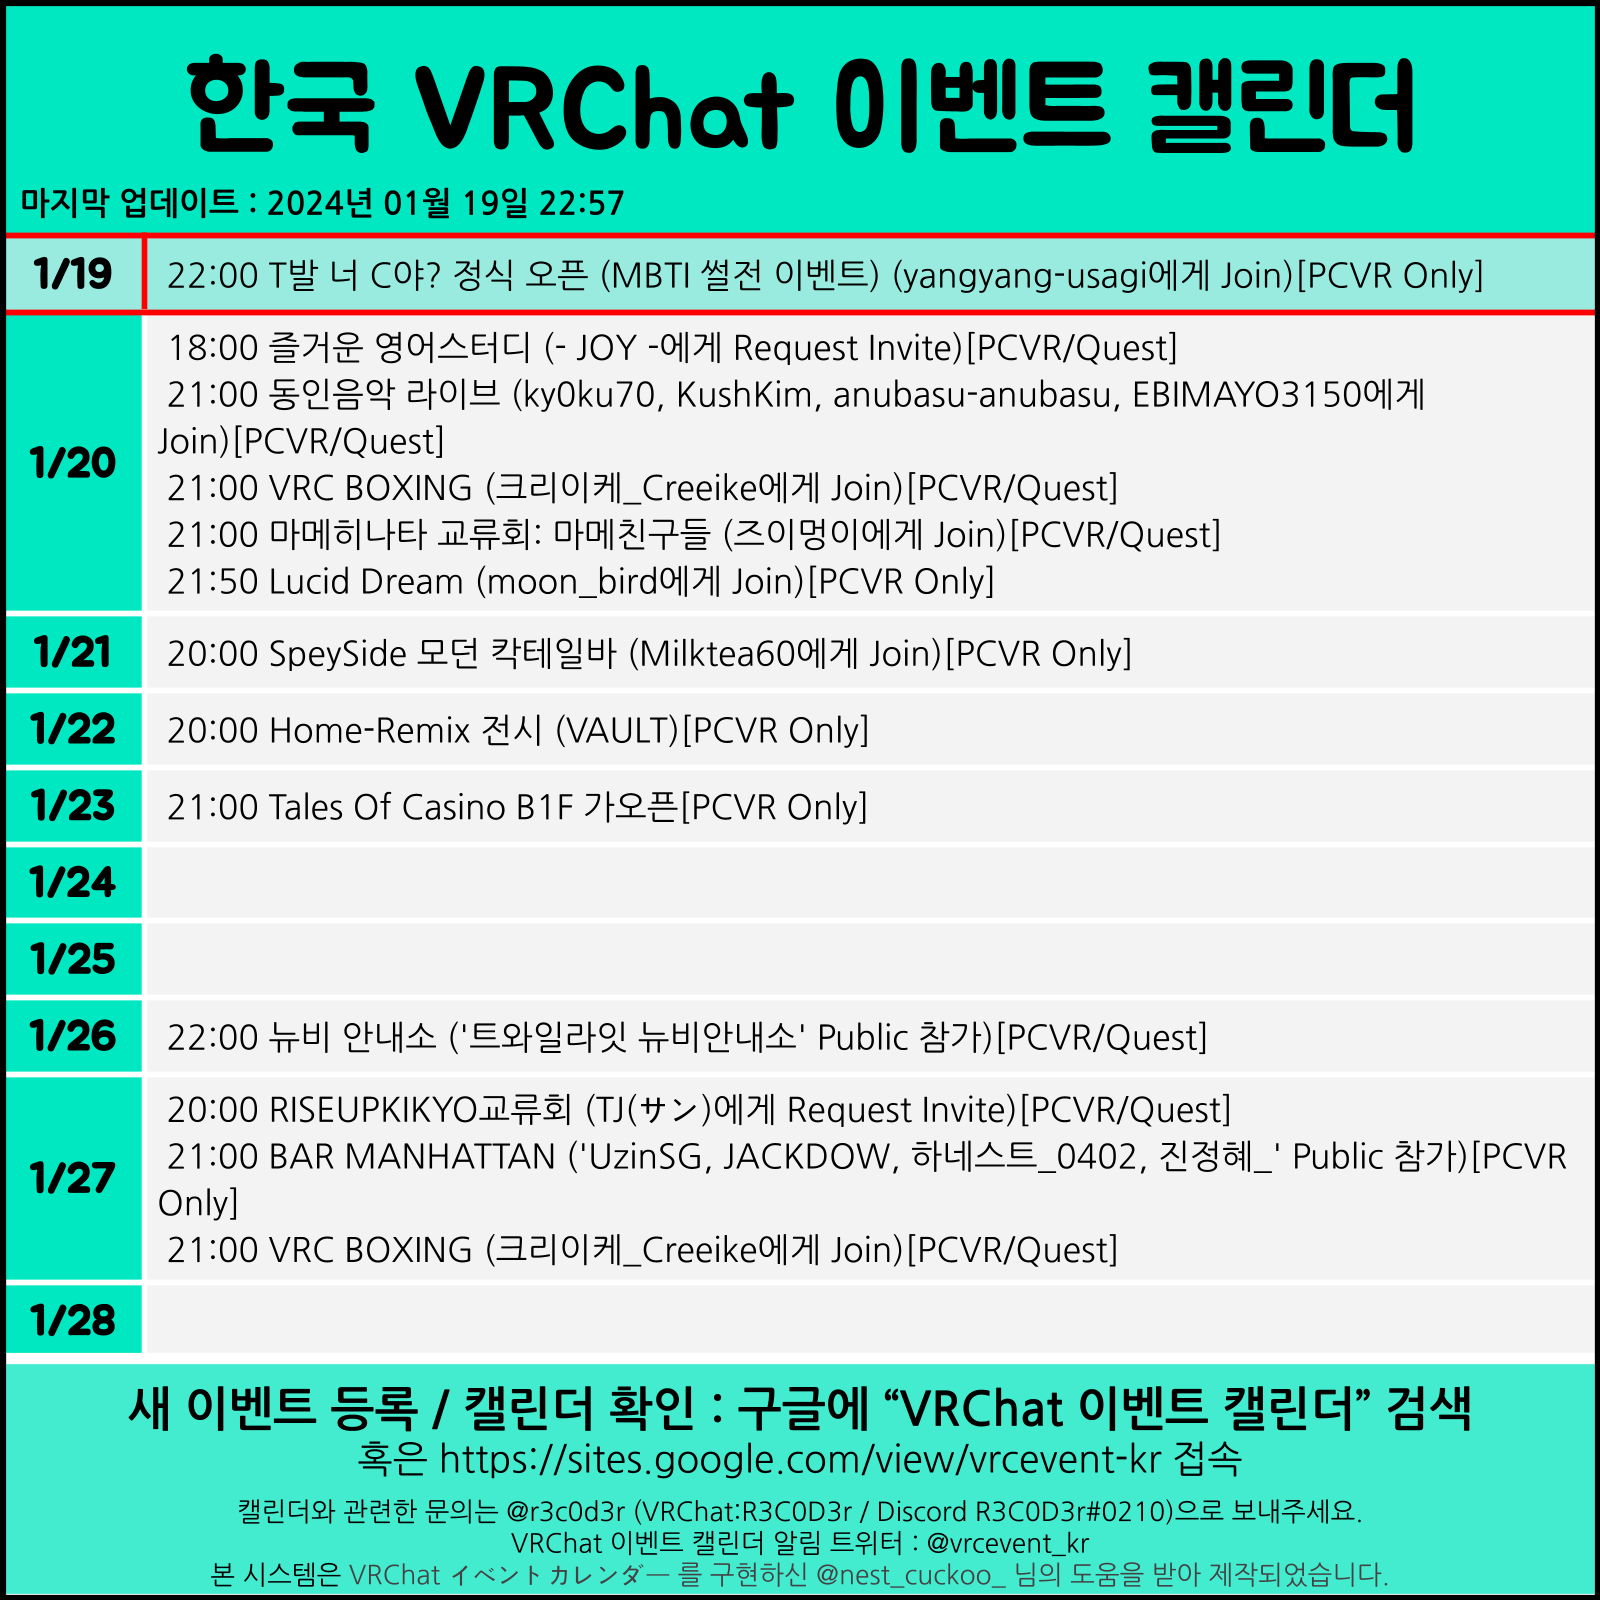 한국 VRChat 이벤트 캘린더
마지막 업데이트 : 2024년 01월 19일 22:57
1/19
22:00 T발 너 C야? 정식 오픈 (MBTI 썰전 이벤트) (yangyang-usagi에게 Join)[PCVR Only]
1/20
18:00 즐거운 영어스터디 (- JOY -에게 Request Invite)[PCVR/Quest]
21:00 동인음악 라이브 (ky0ku70, KushKim, anubasu-anubasu, EBIMAYO3150에게
Join)[PCVR/Quest]
21:00 VRC BOXING (크리이케_Creeike에게 Join)[PCVR/Quest]
21:00 마메히나타 교류회: 마메친구들 (즈이멍이에게 Join)[PCVR/Quest]
21:50 Lucid Dream (moon_bird에게 Join)[PCVR Only]
1/21
20:00 SpeySide 모던 칵테일바 (Milktea60에게 Join)[PCVR Only]
1/22
20:00 Home-Remix 전시 (VAULT)[PCVR Only]
1/23
21:00 Tales Of Casino B1F 가오픈[PCVR Only]
1/24
1/25
1/26
22:00 뉴비 안내소 ('트와일라잇 뉴비안내소' Public 참가)[PCVR/Quest]
1/27
20:00 RISEUPKIKYO교류회 (TJ(サン)에게 Request Invite)[PCVR/Quest]
21:00 BAR MANHATTAN ('UzinSG, JACKDOW, 하네스트_0402, 진정혜_' Public 참가)[PCVR
Only]
21:00 VRC BOXING (크리이케_Creeike에게 Join)[PCVR/Quest]
1/28
새 이벤트 등록 / 캘린더 확인 : 구글에 “VRChat 이벤트 캘린더” 검색
혹은 https://sites.google.com/view/vrcevent-kr 접속
캘린더와 관련한 문의는 @r3c0d3r (VRChat:R3C0D3r / Discord R3C0D3r#0210)으로 보내주세요.
VRChat 이벤트 캘린더 알림 트위터 : @vrcevent_kr
본 시스템은 VRChat イベントカレンダー 를 구현하신 @nest_cuckoo_ 님의 도움을 받아 제작되었습니다.